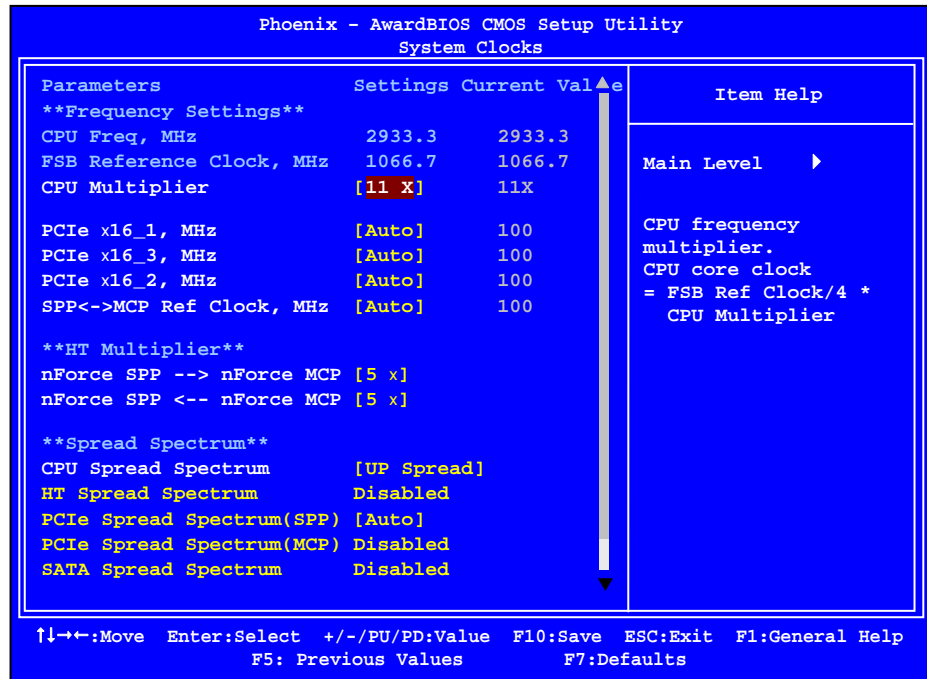 Phoenix – AwardBIOS CMOS Setup Utility
System Clocks
Parameters Settings Current Val e
**Frequency Settings**
CPU Freq, MHz 2933.3 2933.3
FSB Reference Clock, MHz 1066.7 1066.7
CPU Multiplier [11 X] 11X
PCIe x16_1, MHz [Auto] 100
PCIe x16_3, MHz [Auto] 100
PCIe x16_2, MHz [Auto] 100
SPP<->MCP Ref Clock, MHz [Auto] 100
**HT Multiplier**
nForce SPP --> nForce MCP [5 x]
nForce SPP <-- nForce MCP [5 x]
**Spread Spectrum**
CPU Spread Spectrum [UP Spread]
HT Spread Spectrum Disabled
PCIe Spread Spectrum(SPP) [Auto]
PCIe Spread Spectrum(MCP) Disabled
SATA Spread Spectrum Disabled
Item Help
Main Level
CPU frequency
multiplier.
CPU core clock
= FSB Ref Clock/4 *
CPU Multiplier
↑↓→←:Move Enter:Select +/-/PU/PD:Value F10:Save ESC:Exit F1:General Help
F5: Previous Values F7:Defaults